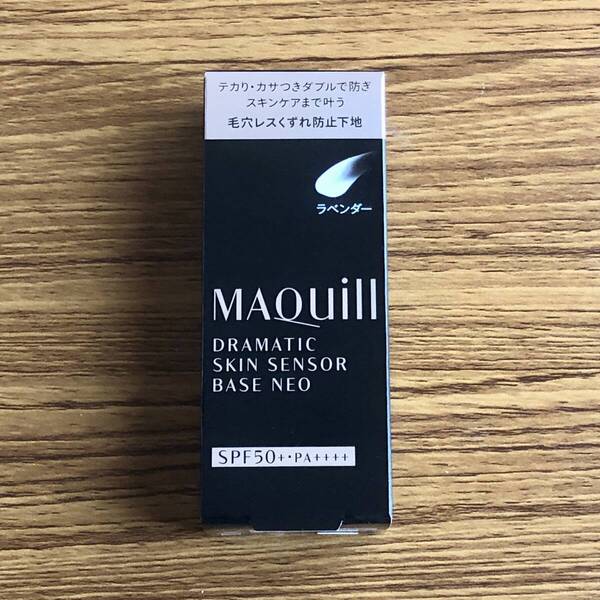 テカり・カサつきダブルで防ぎ
スキンケアまで叶う
毛穴レスくずれ防止下地
ラベンダー
MAQuill
DRAMATIC
SKIN SENSOR
BASE NEO
SPF50+・PA++++